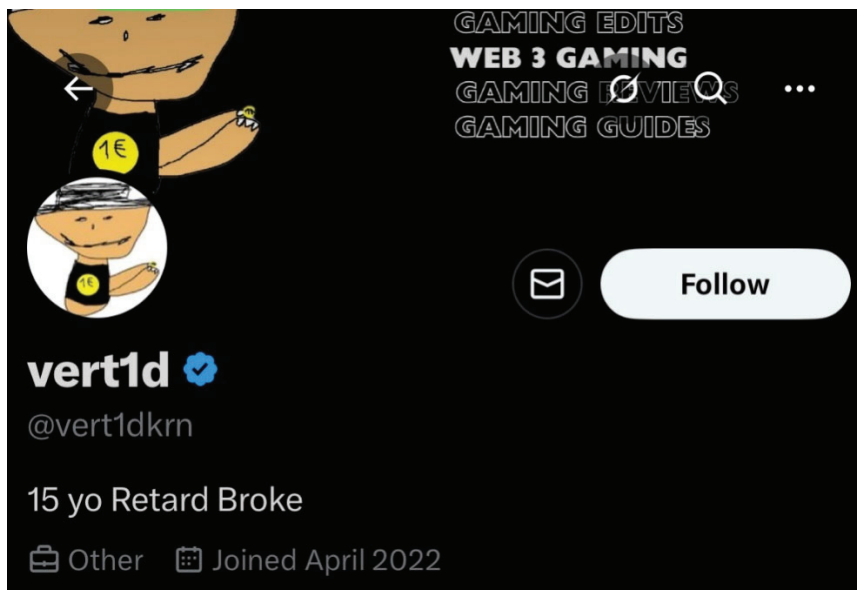 GAMING EDITS
WEB 3 GAMING
GAMING REVIEWS
GAMING GUIDES
1€
1€
Follow
vert1d
@vert1dkrn
15 yo Retard Broke
Other Joined April 2022